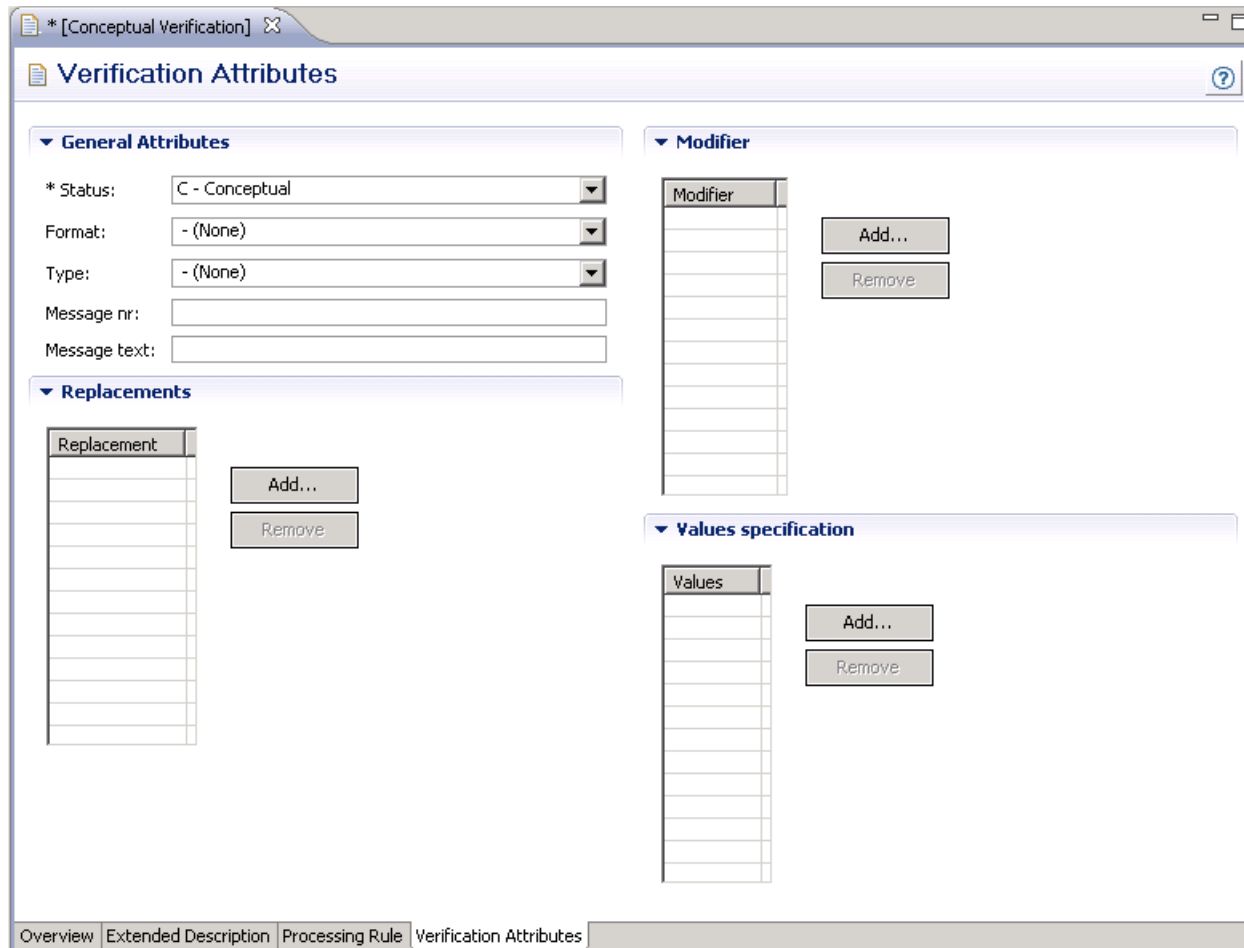 * [Conceptual Verification]
Verification Attributes
General Attributes
* Status: C - Conceptual
Format: - (None)
Type: - (None)
Message nr:
Message text:
Replacements
Replacement
Add...
Remove
Modifier
Modifier
Add...
Remove
Values specification
Values
Add...
Remove
Overview Extended Description Processing Rule Verification Attributes